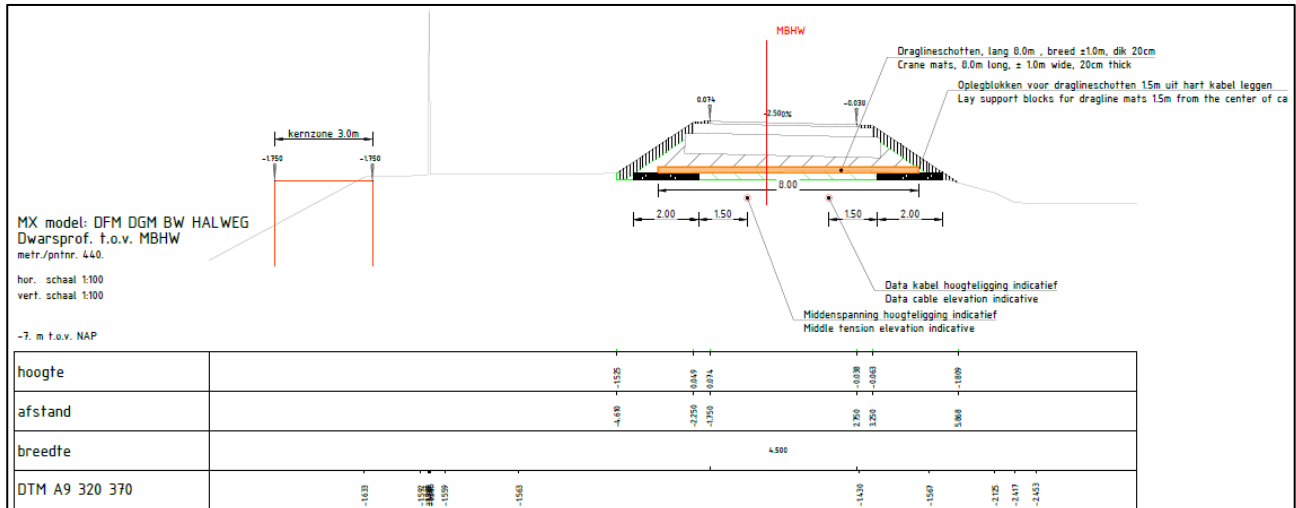 MBHW
Draglineschotten, lang 8.0m , breed ±1.0m, dik 20cm
Crane mats, 8.0m long, ± 1.0m wide, 20cm thick
Oplegblokken voor draglineschotten 1.5m uit hart kabel leggen
Lay support blocks for dragline mats 1.5m from the center of ca
0.074
-0.038
-2.500%
kernzone 3.0m
-1.750
-1.750
8.00
2.00
1.50
1.50
2.00
MX model: DFM DGM BW HALWEG
Dwarsprof. t.o.v. MBHW
metr./pntnr. 440.
hor. schaal 1:100
vert. schaal 1:100
Data kabel hoogteligging indicatief
Data cable elevation indicative
Middenspanning hoogteligging indicatief
Middle tension elevation indicative
-7. m t.o.v. NAP
hoogte -1.525 0.049 0.074 -0.038 -0.063 -1.809
afstand -4.610 -2.250 -1.750 2.750 3.250 5.868
breedte 4.500
DTM A9 320 370 -1.633 -1.592 -1.559 -1.563 -1.430 -1.567 -2.125 -2.417 -2.453